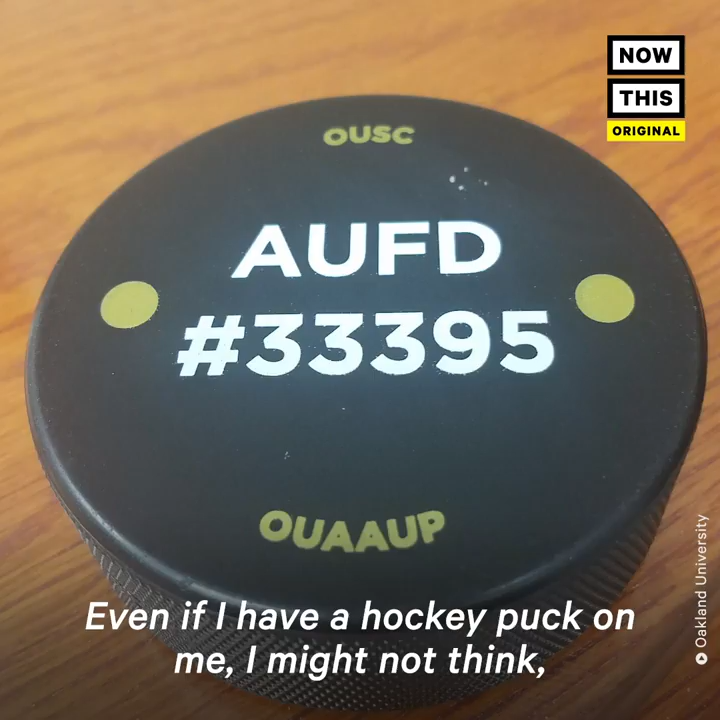 NOW
THIS
ORIGINAL
OUSC
AUFD
#33395
OUAAUP
Even if I have a hockey puck on
me, I might not think,
Oakland University